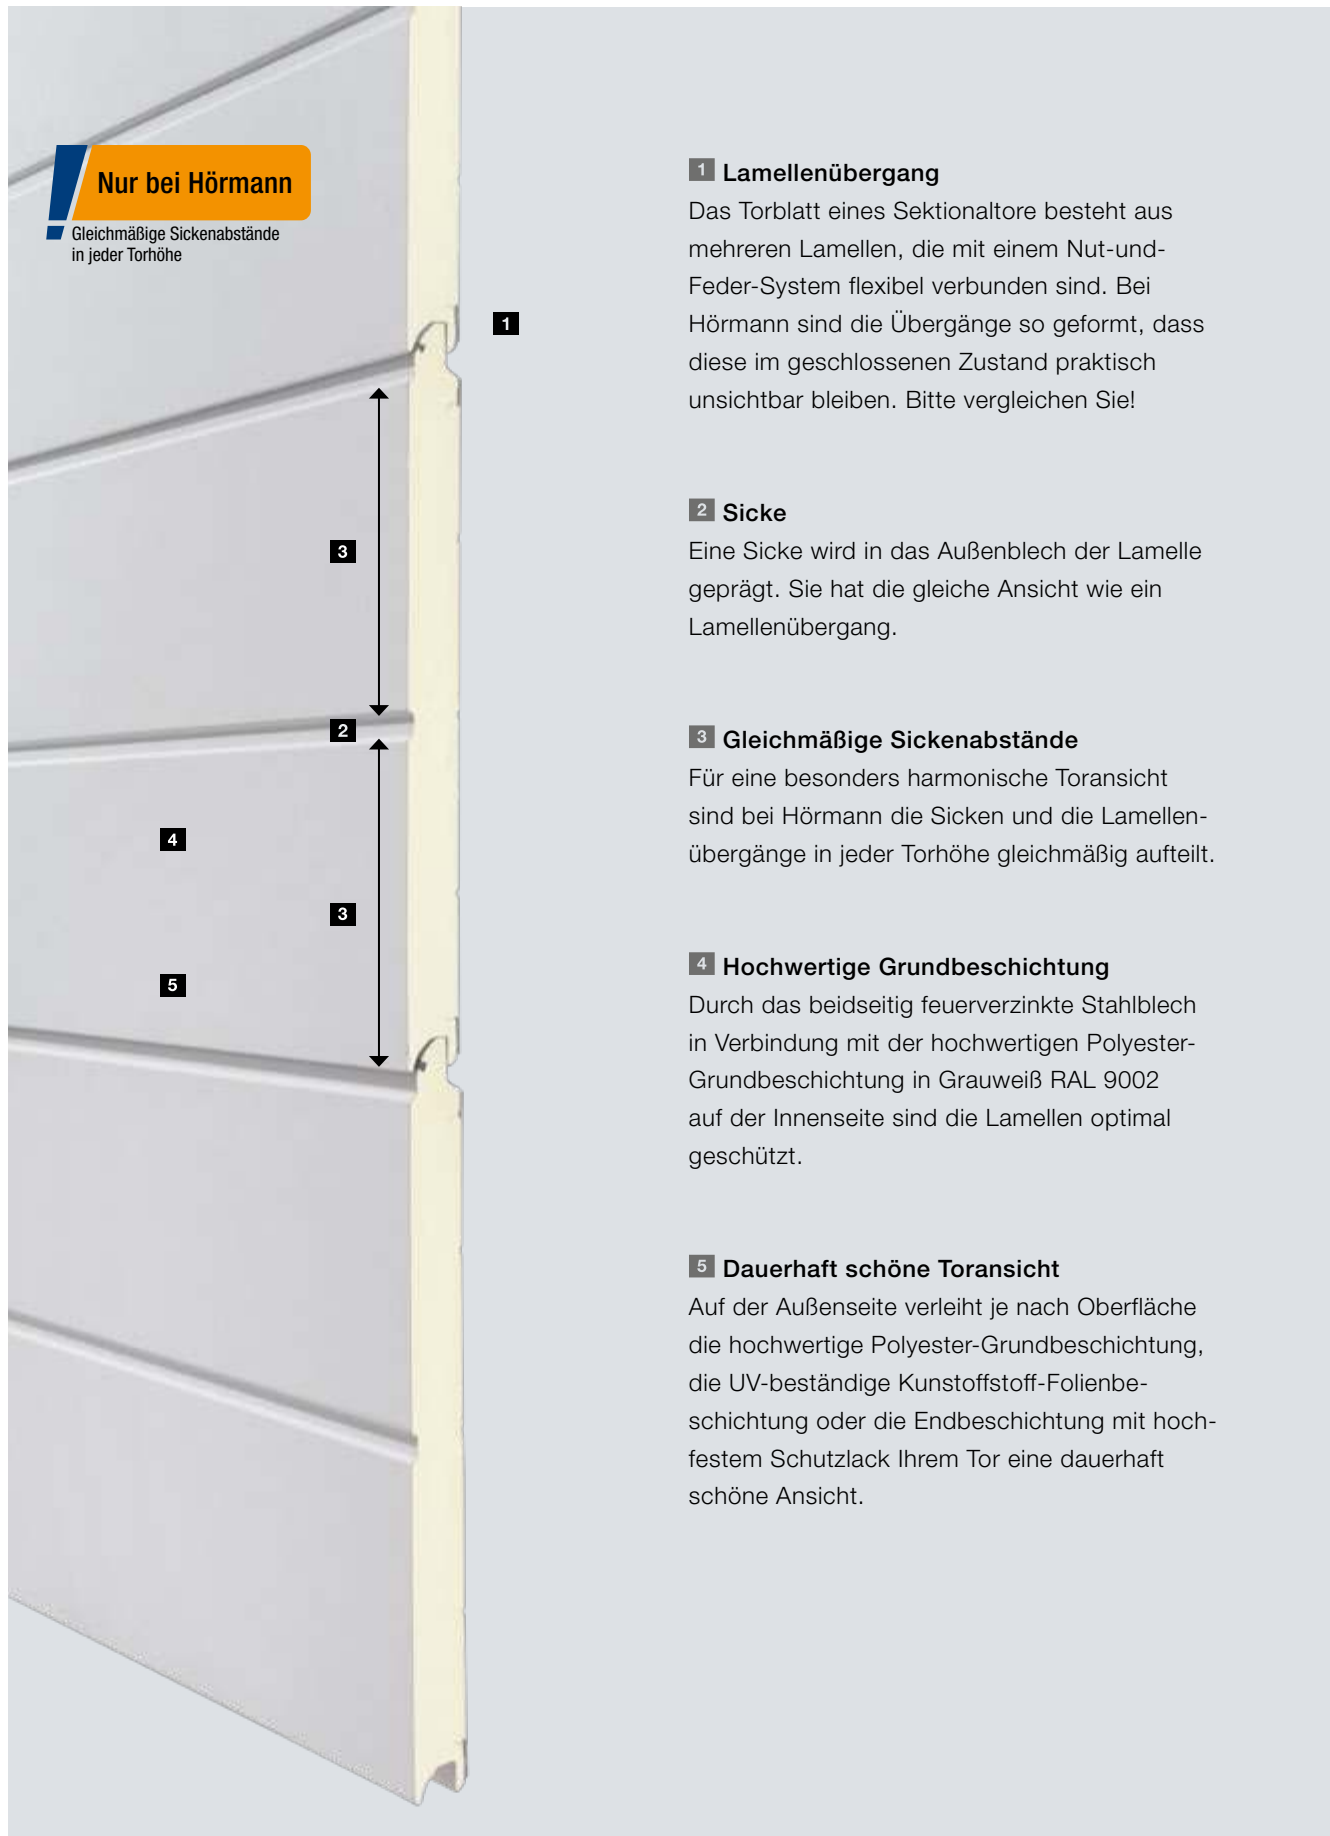 Nur bei Hörmann
Gleichmäßige Sickenabstände
in jeder Torhöhe
1
3
2
4
3
5
1 Lamellenübergang
Das Torblatt eines Sektionaltore besteht aus
mehreren Lamellen, die mit einem Nut-und-
Feder-System flexibel verbunden sind. Bei
Hörmann sind die Übergänge so geformt, dass
diese im geschlossenen Zustand praktisch
unsichtbar bleiben. Bitte vergleichen Sie!
2 Sicke
Eine Sicke wird in das Außenblech der Lamelle
geprägt. Sie hat die gleiche Ansicht wie ein
Lamellenübergang.
3 Gleichmäßige Sickenabstände
Für eine besonders harmonische Toransicht
sind bei Hörmann die Sicken und die Lamellen-
übergänge in jeder Torhöhe gleichmäßig aufteilt.
4 Hochwertige Grundbeschichtung
Durch das beidseitig feuerverzinkte Stahlblech
in Verbindung mit der hochwertigen Polyester-
Grundbeschichtung in Grauweiß RAL 9002
auf der Innenseite sind die Lamellen optimal
geschützt.
5 Dauerhaft schöne Toransicht
Auf der Außenseite verleiht je nach Oberfläche
die hochwertige Polyester-Grundbeschichtung,
die UV-beständige Kunstoffstoff-Folienbe-
schichtung oder die Endbeschichtung mit hoch-
festem Schutzlack Ihrem Tor eine dauerhaft
schöne Ansicht.